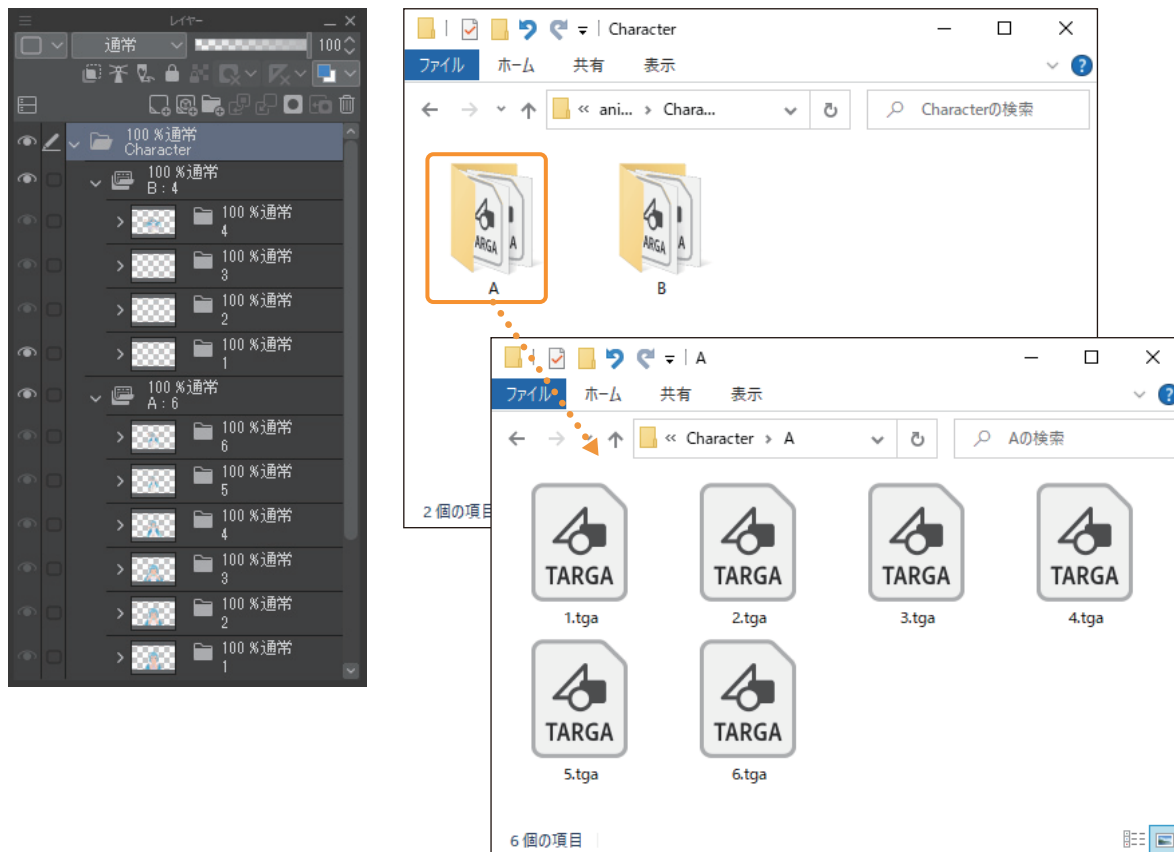 レイヤー
通常
100
100 %通常
Character
100 %通常
B : 4
100 %通常
4
100 %通常
3
100 %通常
2
100 %通常
1
100 %通常
A : 6
100 %通常
6
100 %通常
5
100 %通常
4
100 %通常
3
100 %通常
2
100 %通常
1
Character
ファイル ホーム 共有 表示
« ani... › Chara... Characterの検索
TARGA A
TARGA A
A B
2 個の項目
A
ファイル ホーム 共有 表示
« Character › A Aの検索
TARGA TARGA TARGA TARGA
1.tga 2.tga 3.tga 4.tga
TARGA TARGA
5.tga 6.tga
6 個の項目